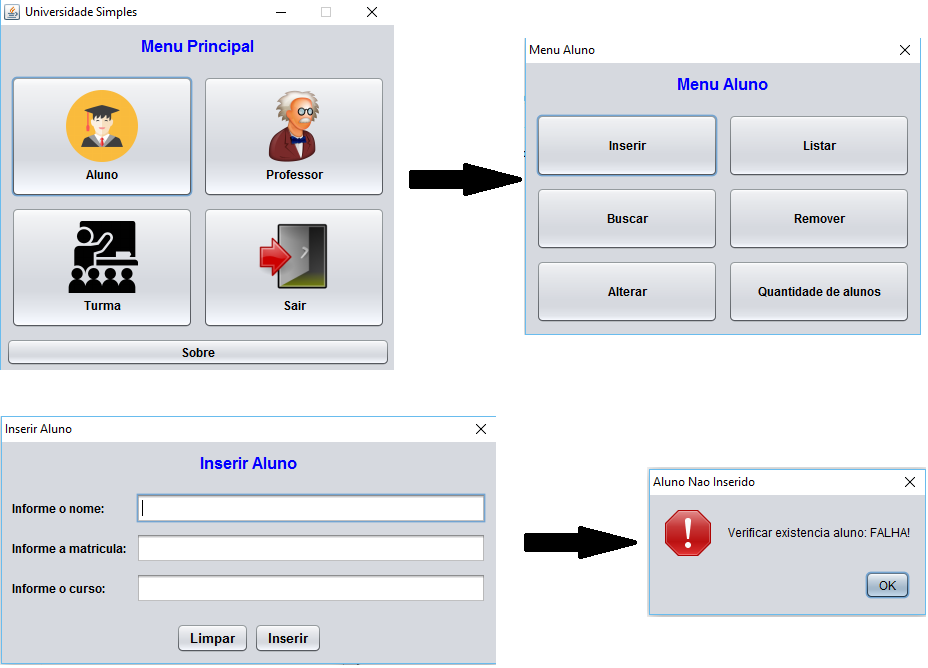 Universidade Simples
Menu Principal
Aluno
Professor
Turma
Sair
Sobre
Menu Aluno
Menu Aluno
Inserir
Listar
Buscar
Remover
Alterar
Quantidade de alunos
Inserir Aluno
Inserir Aluno
Informe o nome:
Informe a matricula:
Informe o curso:
Limpar
Inserir
Aluno Nao Inserido
Verificar existencia aluno: FALHA!
OK